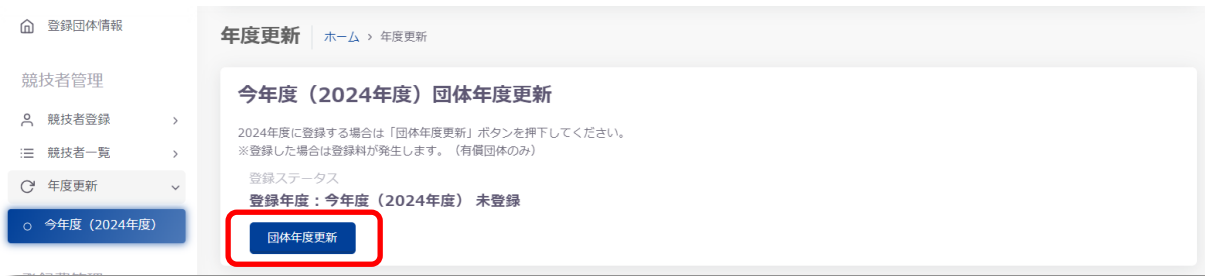 登録団体情報
競技者管理
競技者登録
競技者一覧
年度更新
今年度（2024年度）
年度更新 ホーム > 年度更新
今年度（2024年度）団体年度更新
2024年度に登録する場合は「団体年度更新」ボタンを押下してください。
※登録した場合は登録料が発生します。（有償団体のみ）
登録ステータス
登録年度：今年度（2024年度） 未登録
団体年度更新